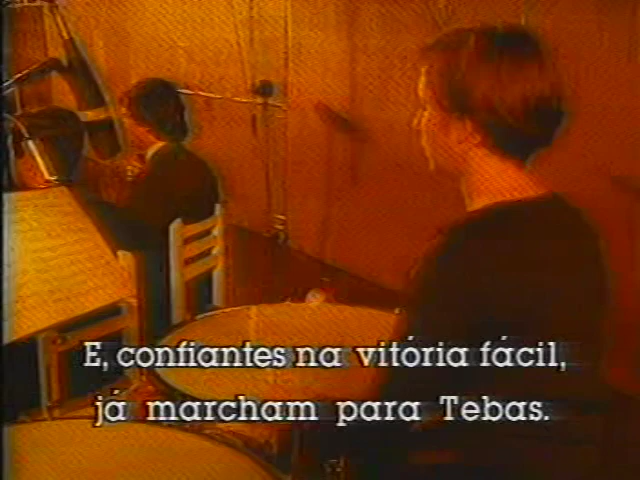 E, confiantes na vitória fácil,
já marcham para Tebas.